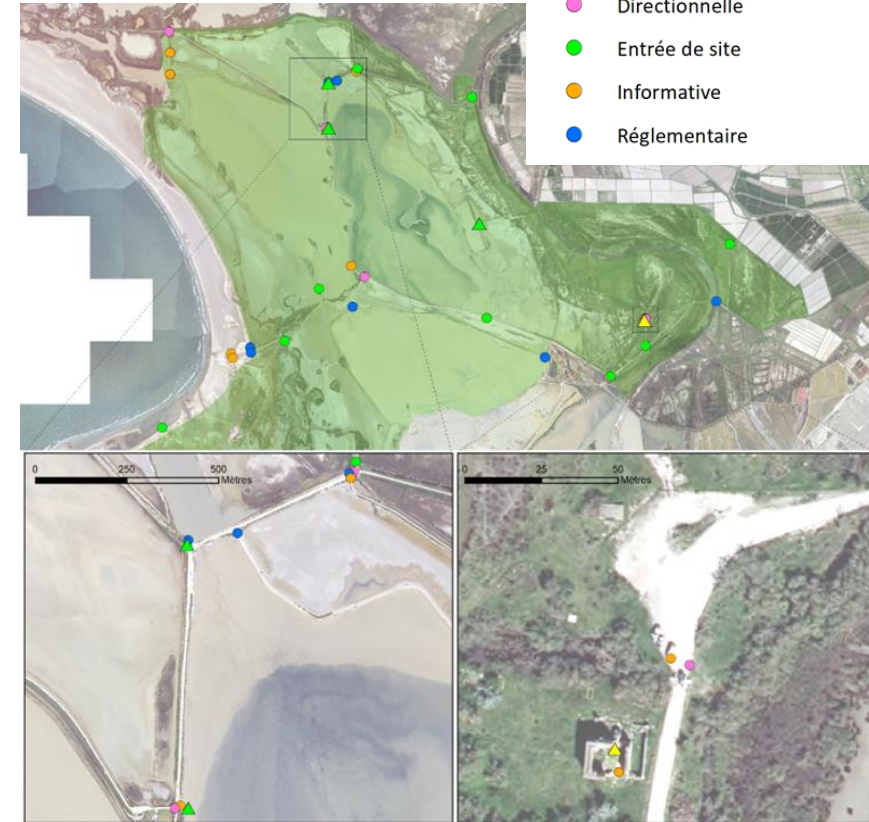 Directionnelle
Entrée de site
Informative
Réglementaire
0 250 500
Mètres
0 25 50
Mètres